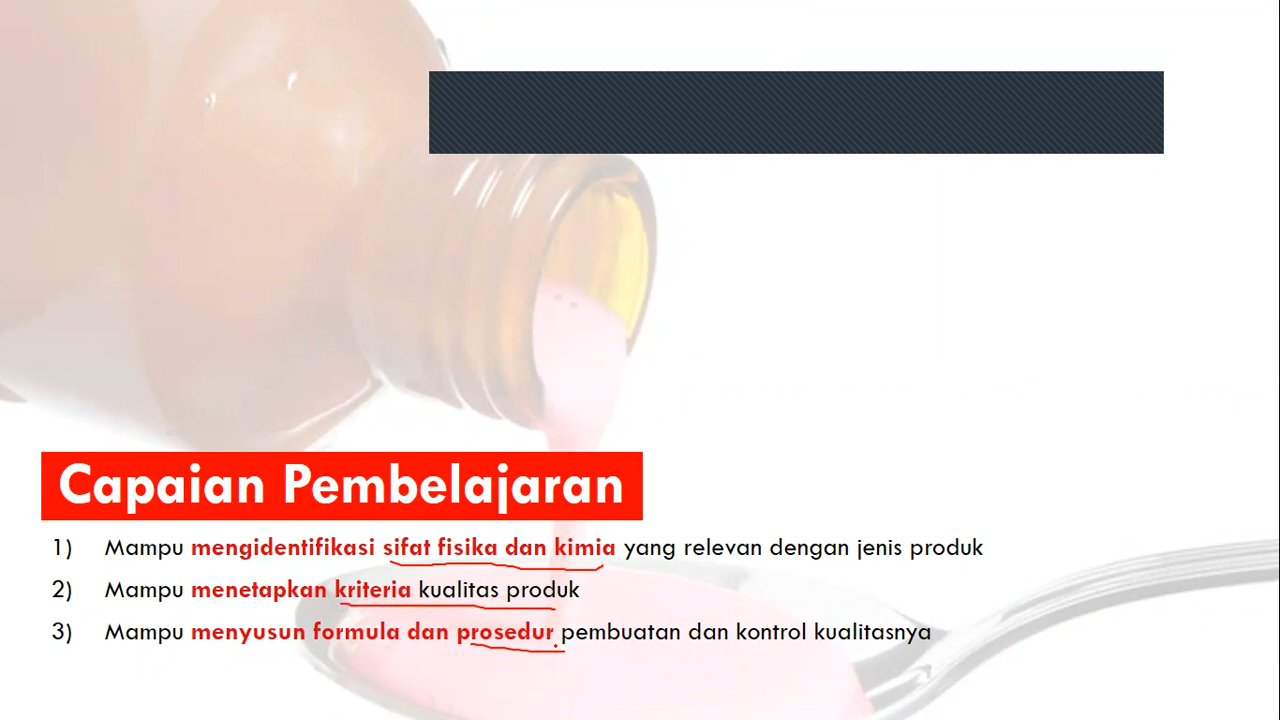 Capaian Pembelajaran
1) Mampu mengidentifikasi sifat fisika dan kimia yang relevan dengan jenis produk
2) Mampu menetapkan kriteria kualitas produk
3) Mampu menyusun formula dan prosedur pembuatan dan kontrol kualitasnya